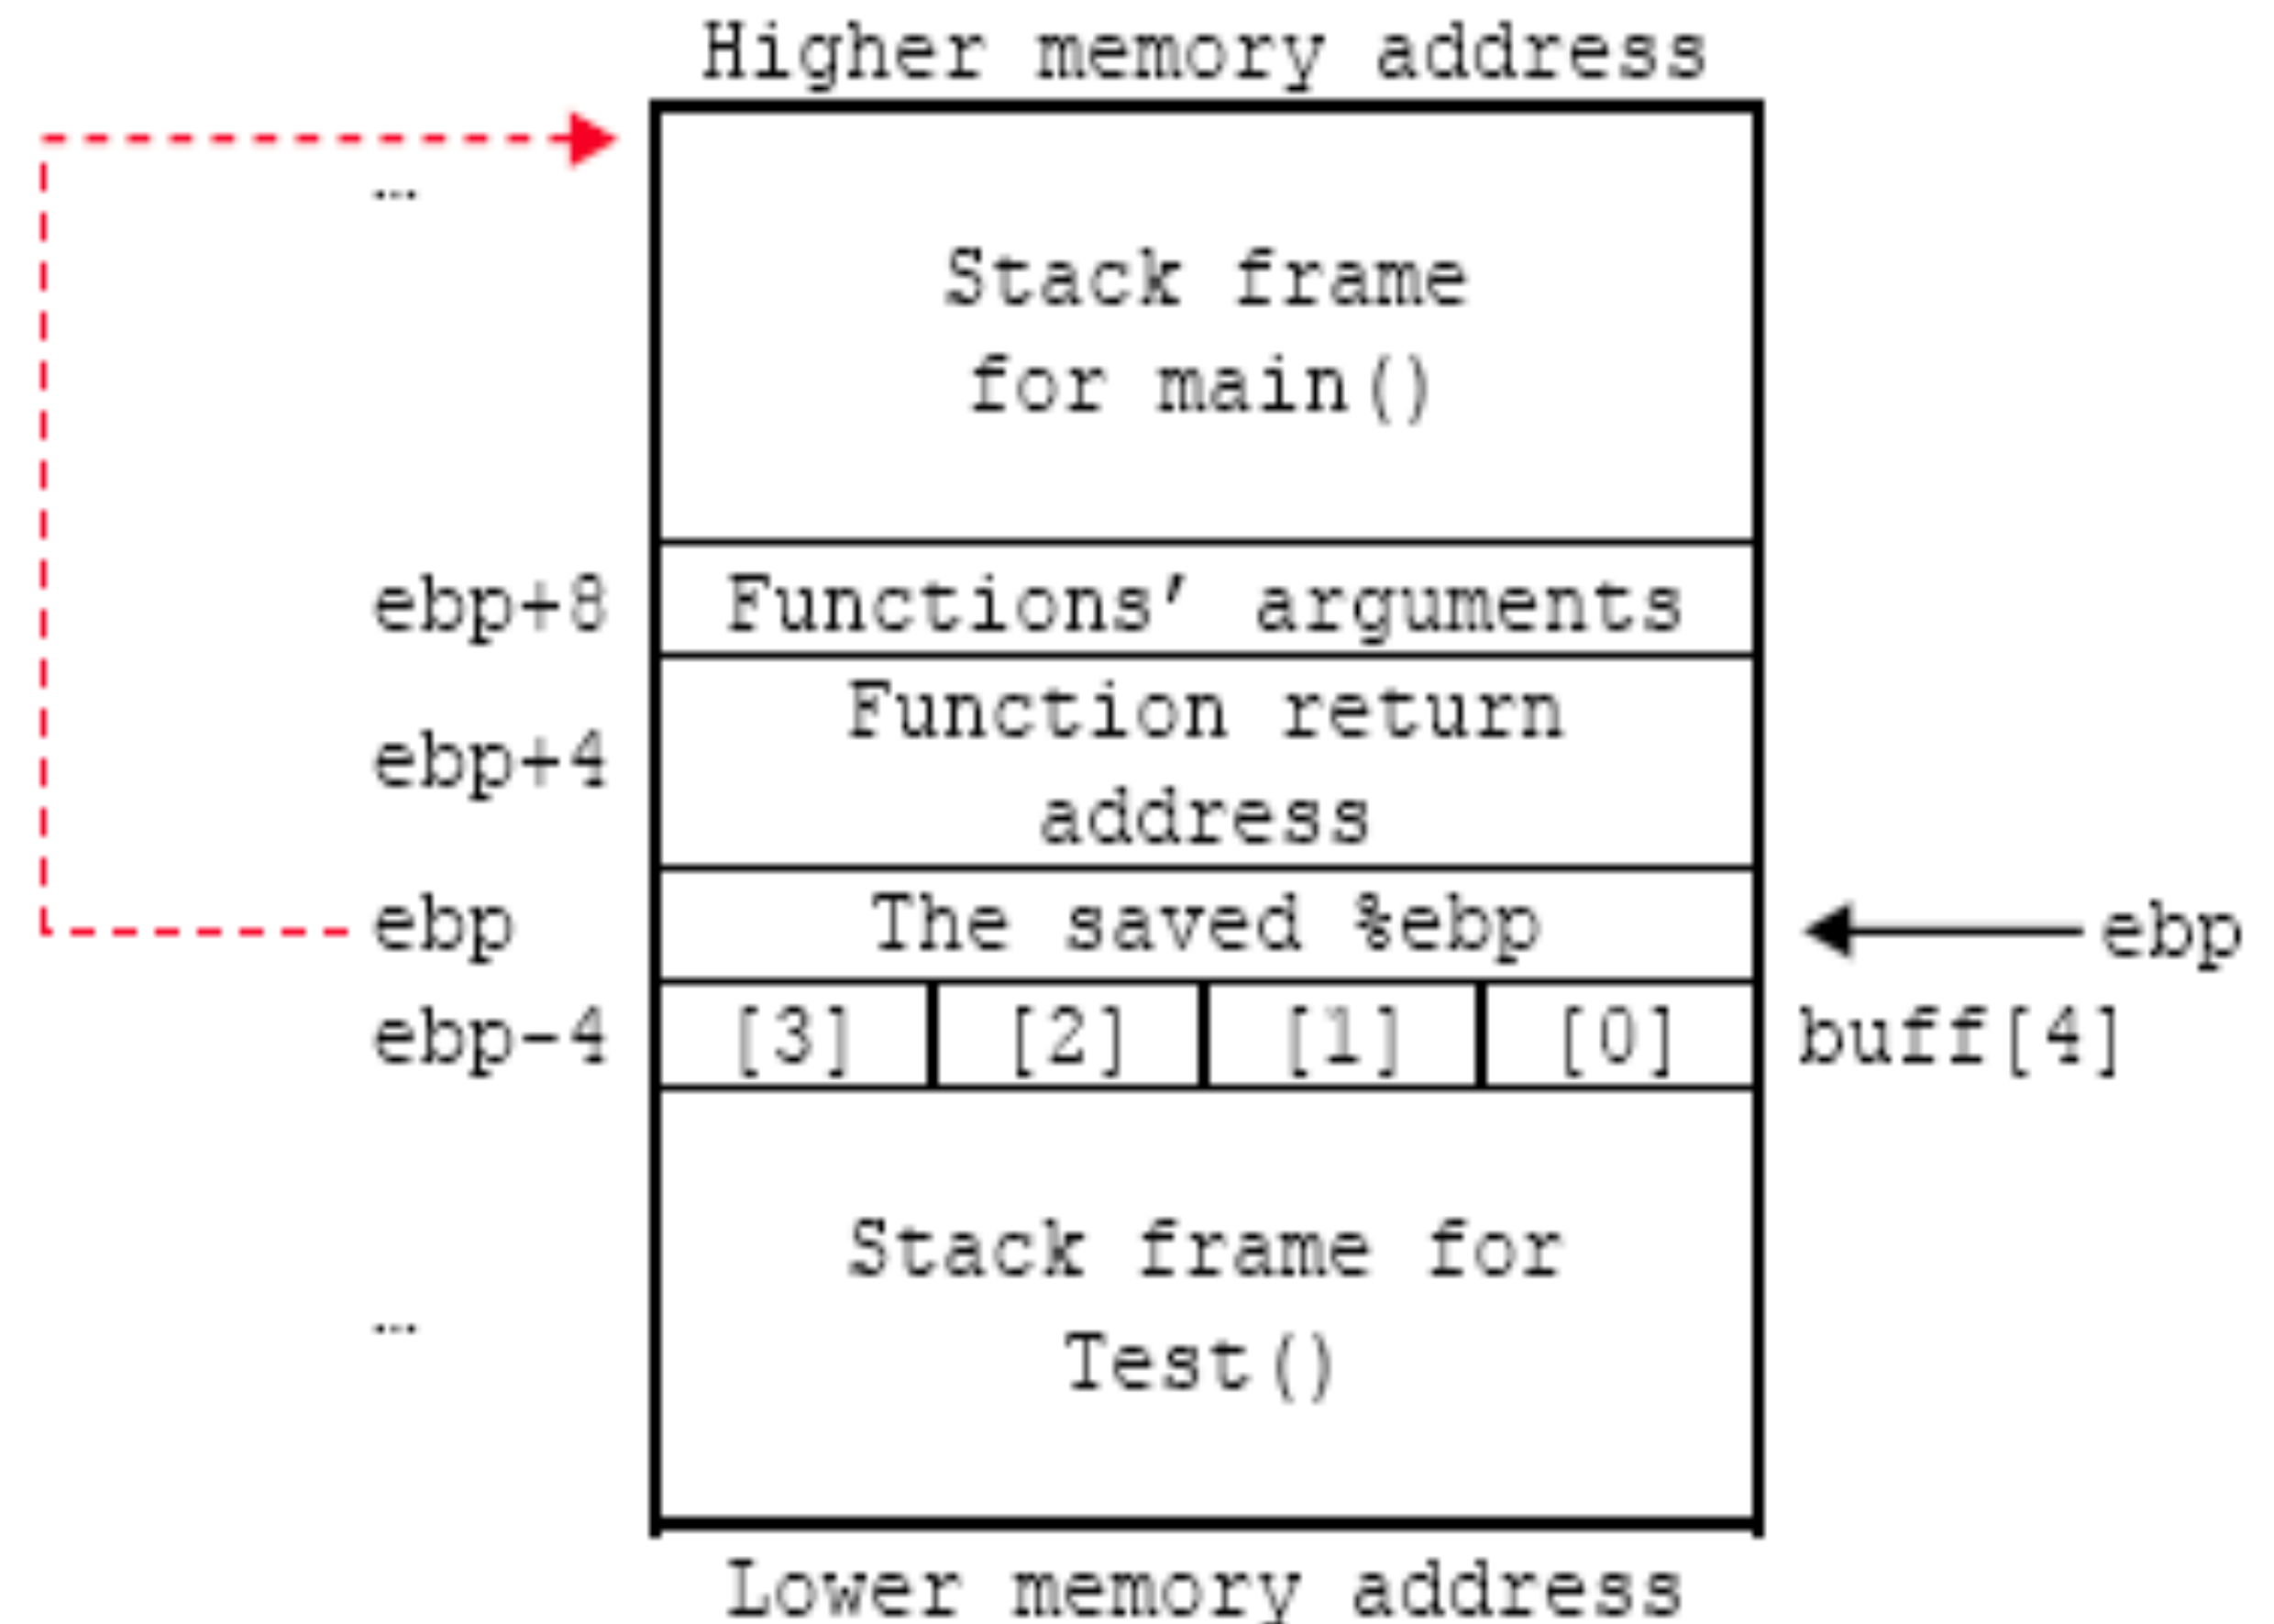 Higher memory address
...
Stack frame
for main()
ebp+8 Functions’ arguments
Function return
ebp+4
address
ebp The saved %ebp ebp
ebp-4 [3] [2] [1] [0] buff[4]
Stack frame for
...
Test()
Lower memory address